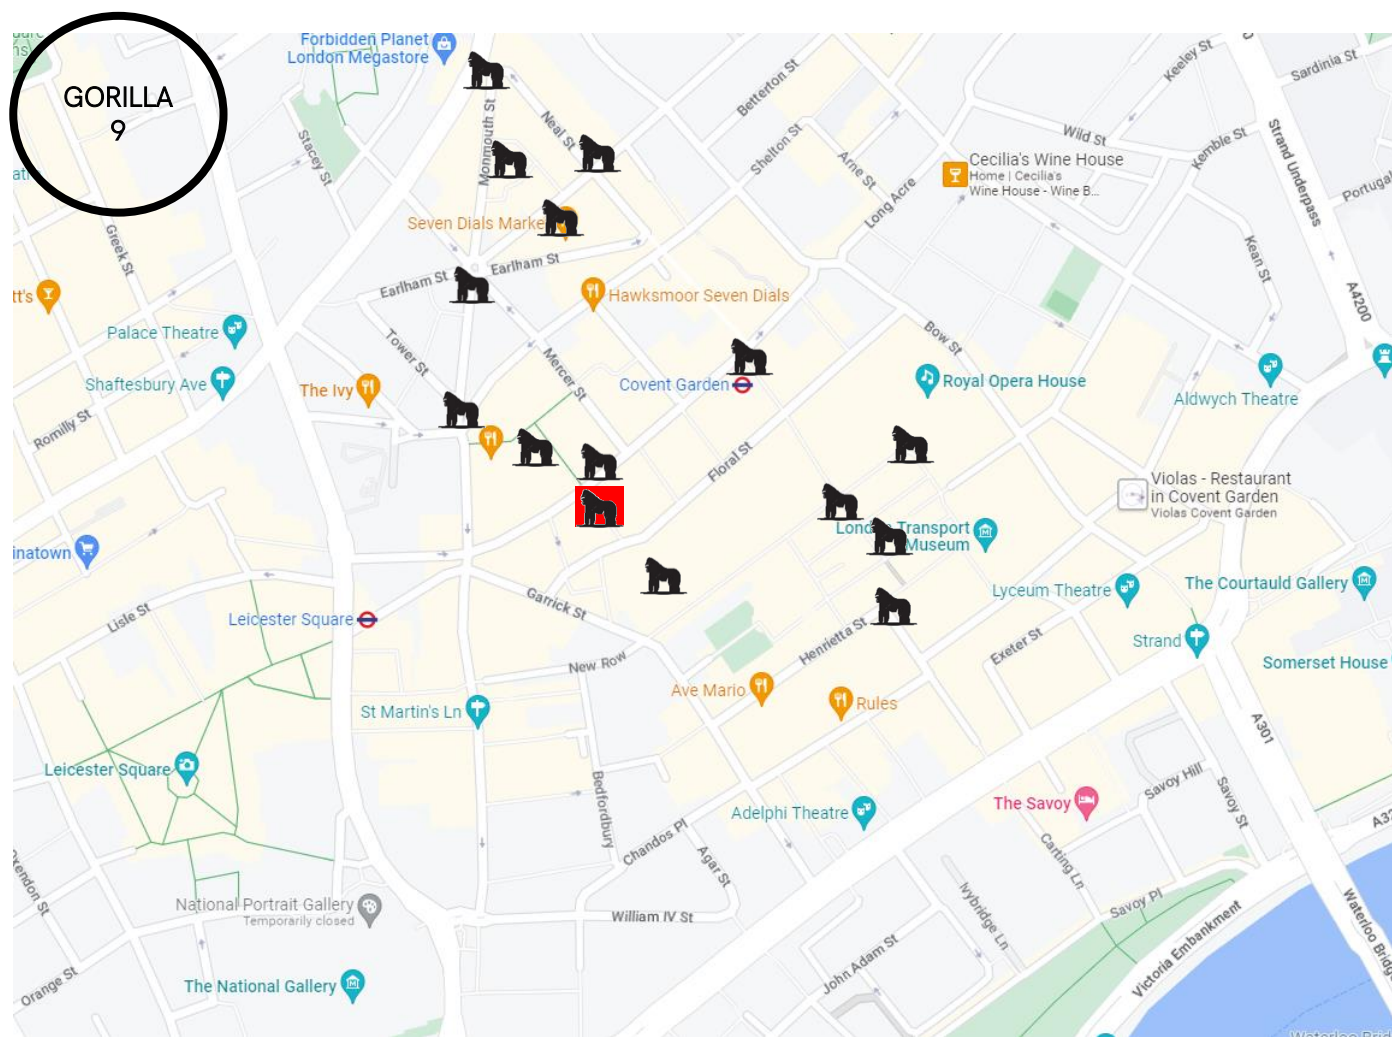 GORILLA
9
Forbidden Planet
London Megastore
Keeley St
Sardinia St
Betterton St
Neal St
Monmouth St
Stacey St
Shelton St
Wild St
Kemble St
Strand Underpass
Arne St
Cecilia's Wine House
Home | Cecilia's
Wine House - Wine B...
Long Acre
Seven Dials Marke
Greek St
Earlham St
Earlham St
Kean St
A4200
tt's
Hawksmoor Seven Dials
Palace Theatre
Tower St
Mercer St
Bow St
Shaftesbury Ave
The Ivy
Covent Garden
Royal Opera House
Aldwych Theatre
Romilly St
Floral St
Violas - Restaurant
in Covent Garden
Violas Covent Garden
Transport
Museum
inatown
Lisle St
Garrick St
Lyceum Theatre
The Courtauld Gallery
Leicester Square
Henrietta St
Exeter St
Strand
Somerset House
New Row
Ave Mario
Rules
St Martin's Ln
A301
Leicester Square
Bedfordbury
Adelphi Theatre
The Savoy
Savoy Hill
Savoy St
Chandos Pl
Agar St
Carting Ln
National Portrait Gallery
Temporarily closed
William IV St
Ivybridge Ln
Savoy Pl
Victoria Embankment
Waterloo Bridge
John Adam St
Orange St
The National Gallery